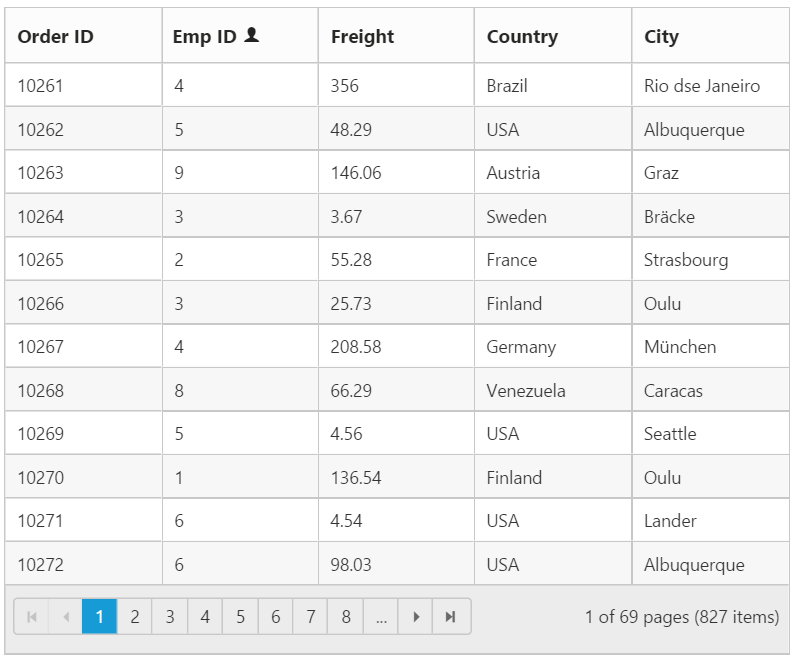 Order ID Emp ID Freight Country City
10261 4 356 Brazil Rio dse Janeiro
10262 5 48.29 USA Albuquerque
10263 9 146.06 Austria Graz
10264 3 3.67 Sweden Bräcke
10265 2 55.28 France Strasbourg
10266 3 25.73 Finland Oulu
10267 4 208.58 Germany München
10268 8 66.29 Venezuela Caracas
10269 5 4.56 USA Seattle
10270 1 136.54 Finland Oulu
10271 6 4.54 USA Lander
10272 6 98.03 USA Albuquerque
1 2 3 4 5 6 7 8 ... 1 of 69 pages (827 items)